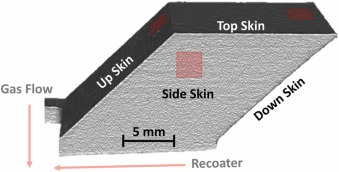 Top Skin
Up Skin
Gas Flow
Side Skin
Down Skin
5 mm
Recoater